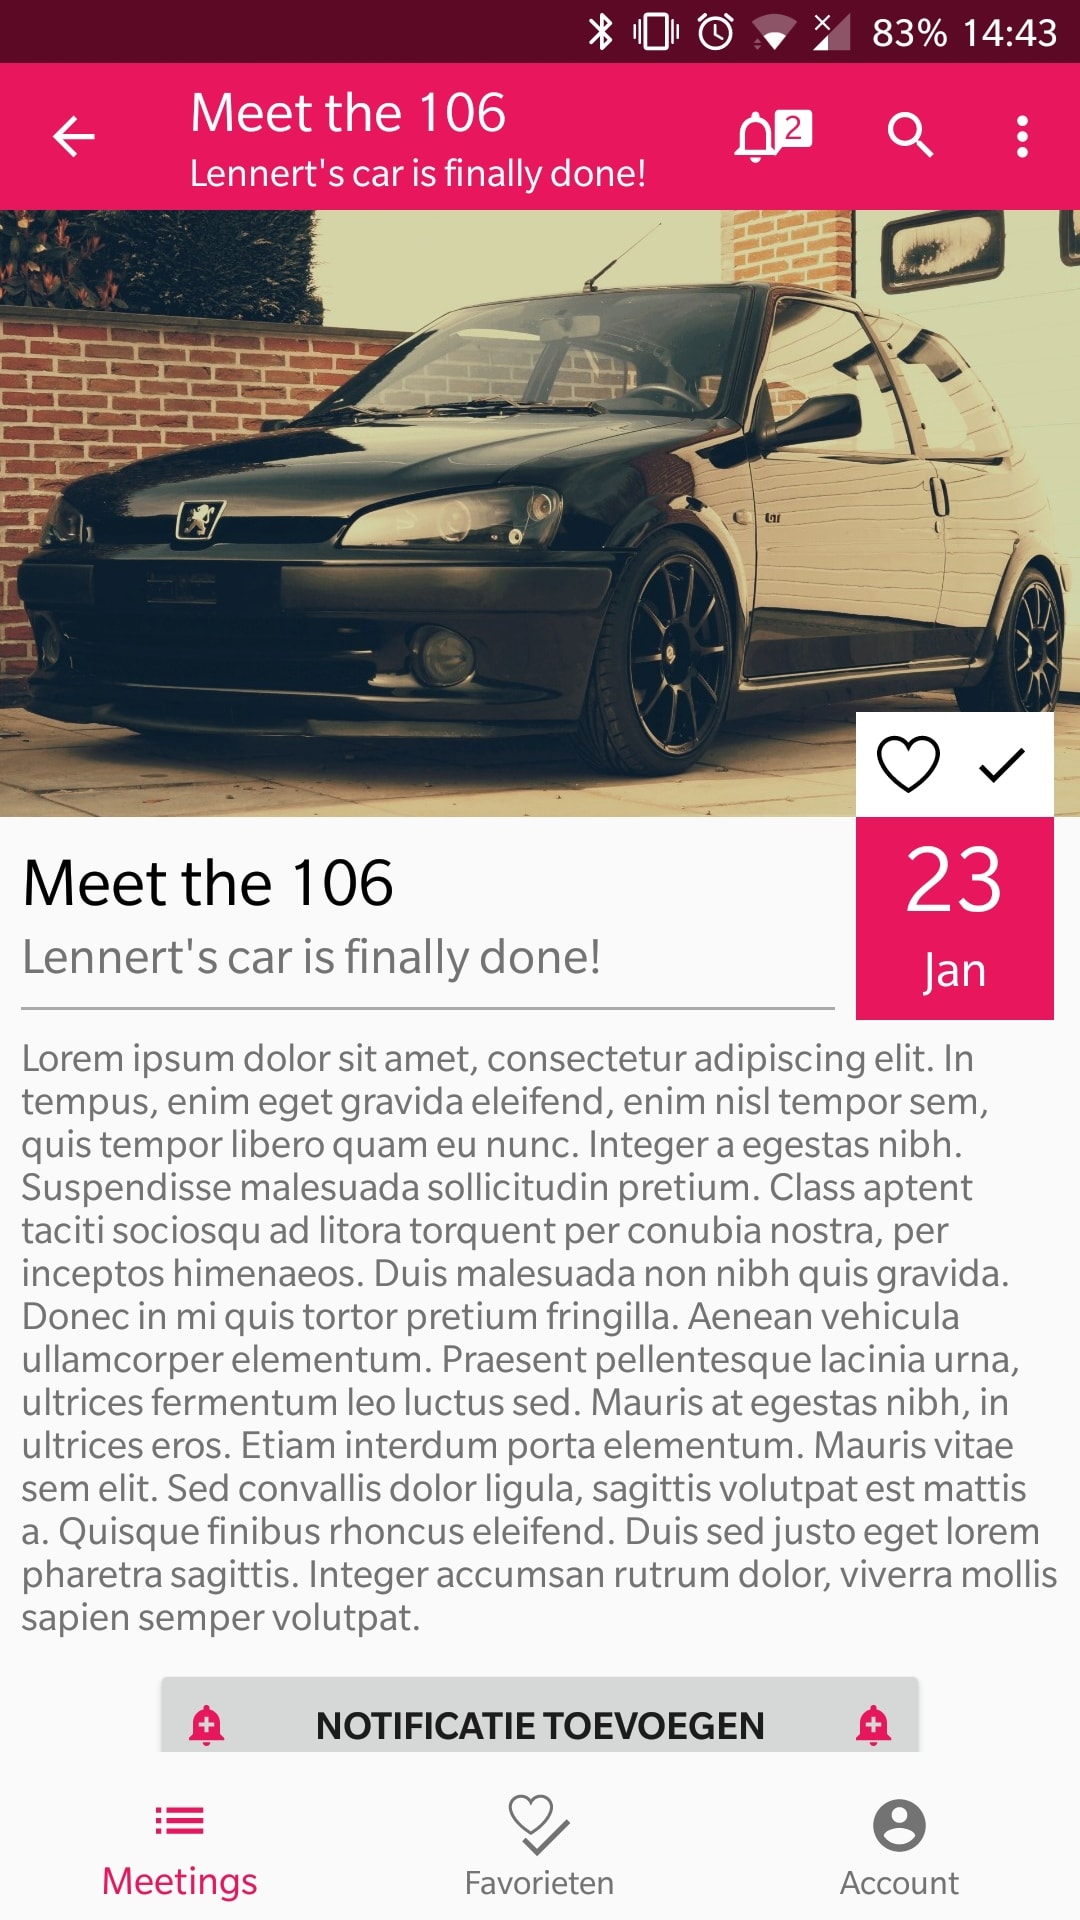 83% 14:43
Meet the 106
2
Lennert's car is finally done!
GTi
23
Jan
Meet the 106
Lennert's car is finally done!
Lorem ipsum dolor sit amet, consectetur adipiscing elit. In
tempus, enim eget gravida eleifend, enim nisl tempor sem,
quis tempor libero quam eu nunc. Integer a egestas nibh.
Suspendisse malesuada sollicitudin pretium. Class aptent
taciti sociosqu ad litora torquent per conubia nostra, per
inceptos himenaeos. Duis malesuada non nibh quis gravida.
Donec in mi quis tortor pretium fringilla. Aenean vehicula
ullamcorper elementum. Praesent pellentesque lacinia urna,
ultrices fermentum leo luctus sed. Mauris at egestas nibh, in
ultrices eros. Etiam interdum porta elementum. Mauris vitae
sem elit. Sed convallis dolor ligula, sagittis volutpat est mattis
a. Quisque finibus rhoncus eleifend. Duis sed justo eget lorem
pharetra sagittis. Integer accumsan rutrum dolor, viverra mollis
sapien semper volutpat.
NOTIFICATIE TOEVOEGEN
Meetings
Favorieten
Account